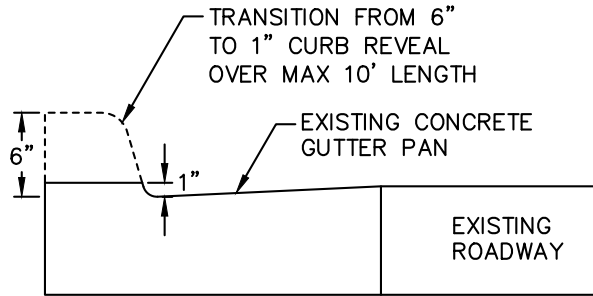 TRANSITION FROM 6"
TO 1" CURB REVEAL
OVER MAX 10' LENGTH
EXISTING CONCRETE
GUTTER PAN
6"
1"
EXISTING
ROADWAY